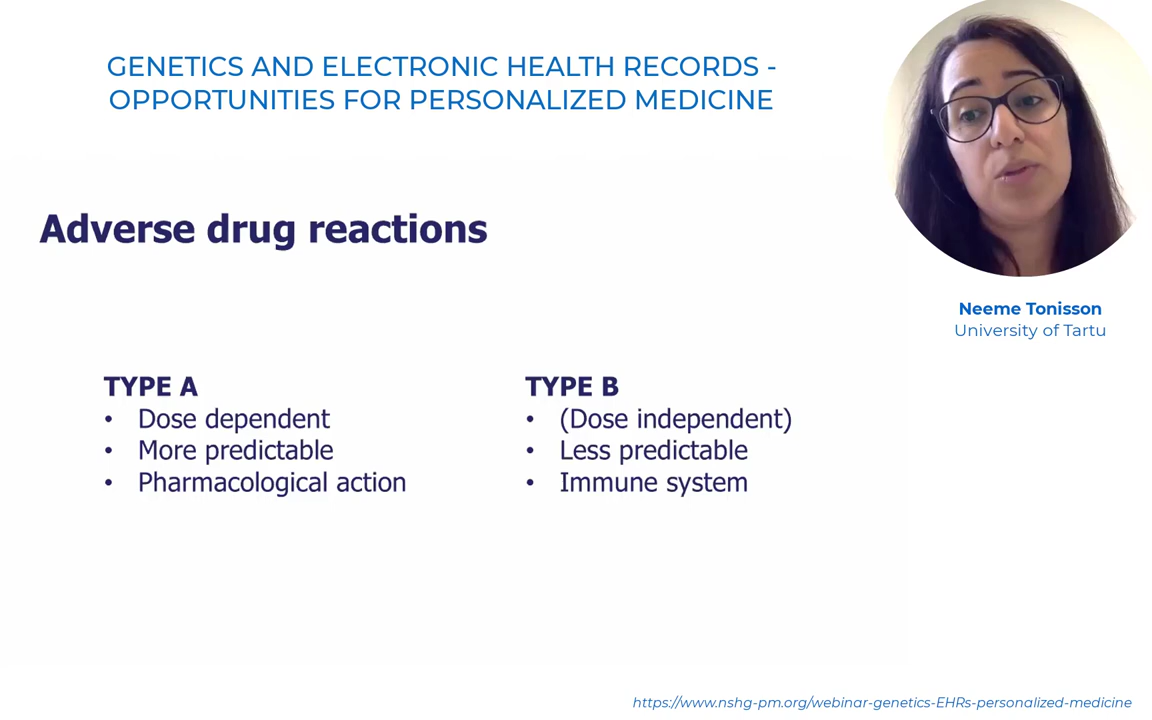 GENETICS AND ELECTRONIC HEALTH RECORDS -
OPPORTUNITIES FOR PERSONALIZED MEDICINE
Adverse drug reactions
Neeme Tonisson
University of Tartu
TYPE A
• Dose dependent
• More predictable
• Pharmacological action
TYPE B
• (Dose independent)
• Less predictable
• Immune system
https://www.nshg-pm.org/webinar-genetics-EHRs-personalized-medicine